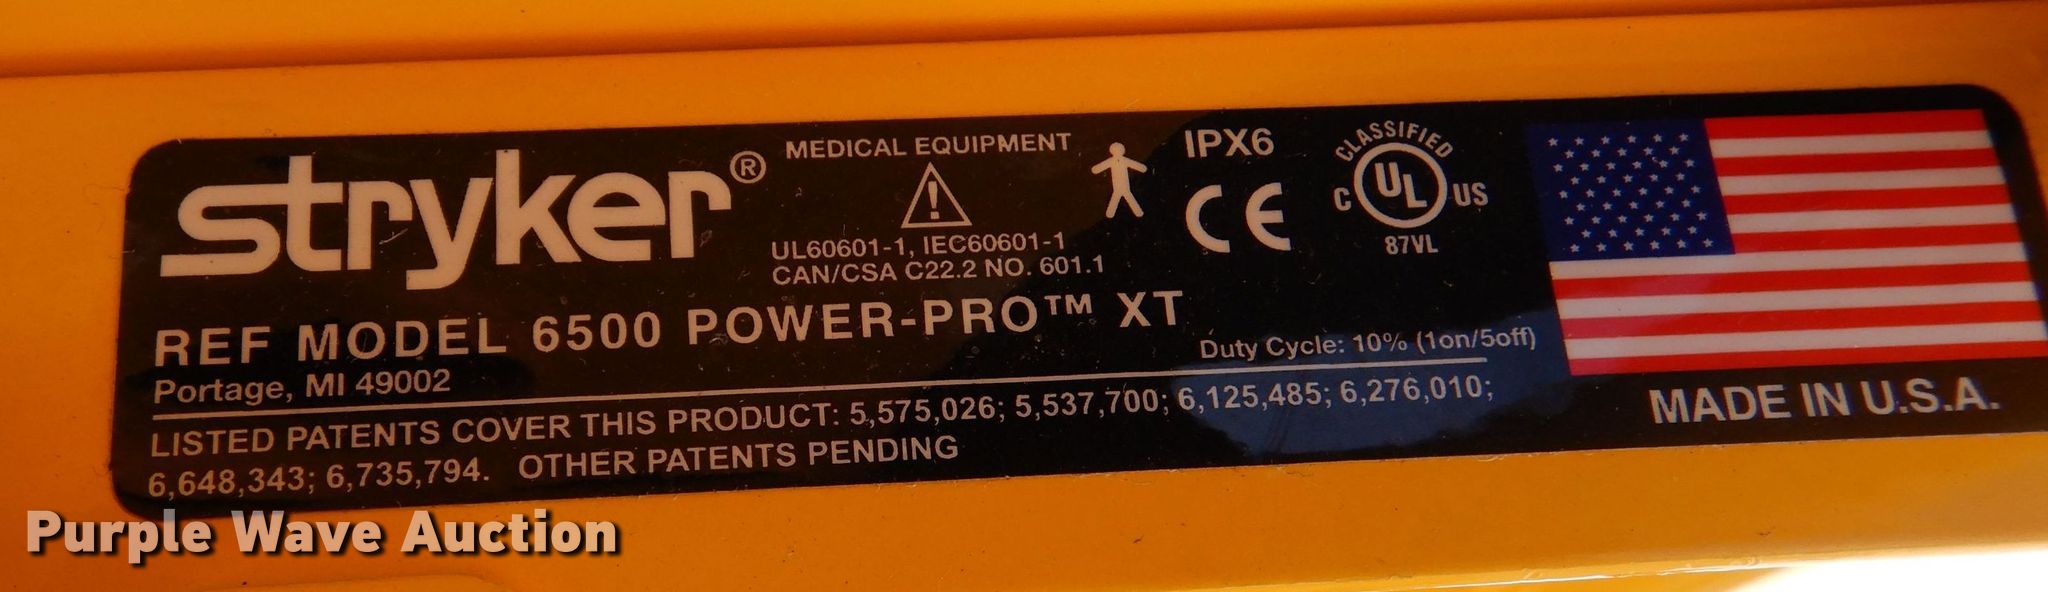 stryker®
MEDICAL EQUIPMENT
UL60601-1, IEC60601-1
CAN/CSA C22.2 NO. 601.1
IPX6
CE
CLASSIFIED
C UL US
87VL
REF MODEL 6500 POWER-PRO™ XT
Portage, MI 49002
Duty Cycle: 10% (1on/5off)
LISTED PATENTS COVER THIS PRODUCT: 5,575,026; 5,537,700; 6,125,485; 6,276,010;
6,648,343; 6,735,794. OTHER PATENTS PENDING
MADE IN U.S.A.
Purple Wave Auction